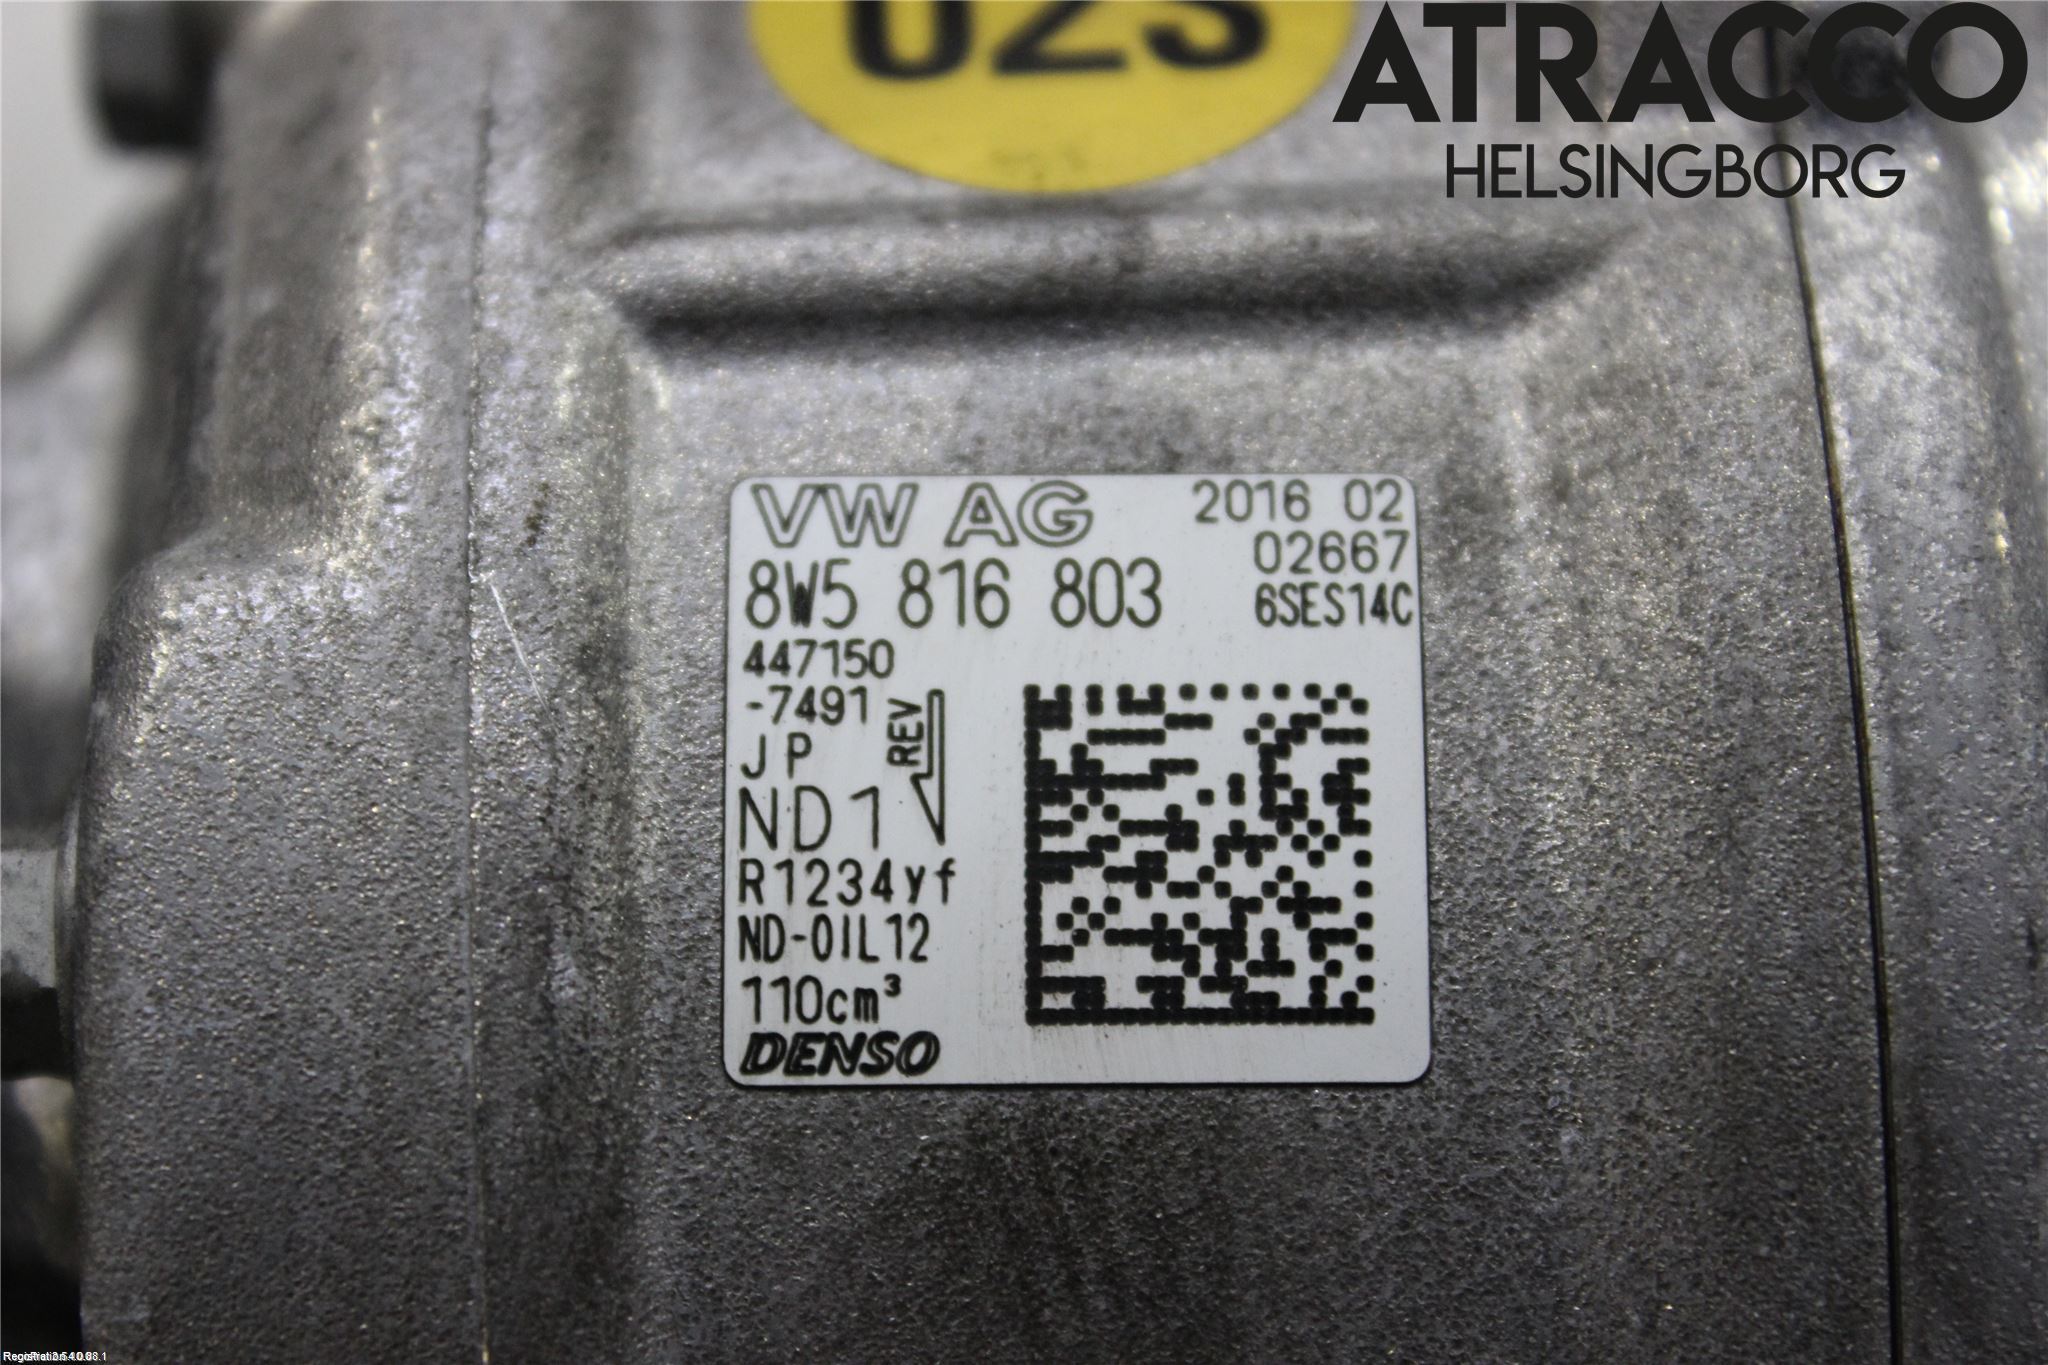 023
ATRACCO
HELSINGBORG
VW AG 2016 02
02667
8W5 816 803 6SES14C
447150
-7491
REV
JP
ND1
R1234yf
ND-OIL12
110cm³
DENSO